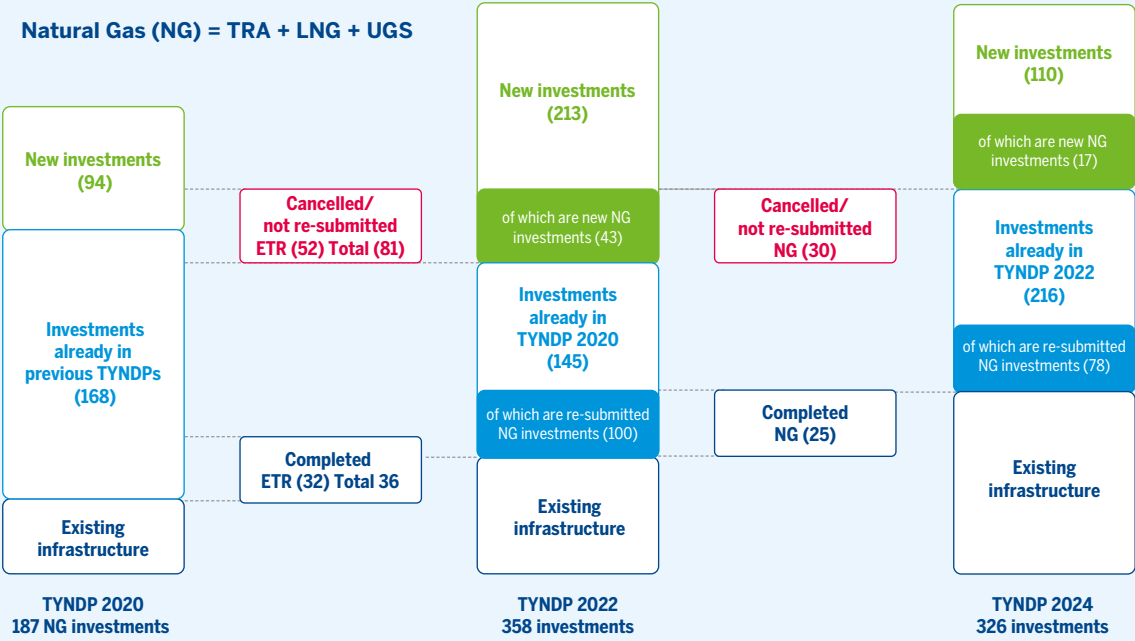 Natural Gas (NG) = TRA + LNG + UGS
New investments
(94)
Investments
already in
previous TYNDPs
(168)
Existing
infrastructure
TYNDP 2020
187 NG investments
Cancelled/
not re-submitted
ETR (52) Total (81)
Completed
ETR (32) Total 36
New investments
(213)
of which are new NG
investments (43)
Investments
already in
TYNDP 2020
(145)
of which are re-submitted
NG investments (100)
Existing
infrastructure
TYNDP 2022
358 investments
Cancelled/
not re-submitted
NG (30)
Completed
NG (25)
New investments
(110)
of which are new NG
investments (17)
Investments
already in
TYNDP 2022
(216)
of which are re-submitted
NG investments (78)
Existing
infrastructure
TYNDP 2024
326 investments